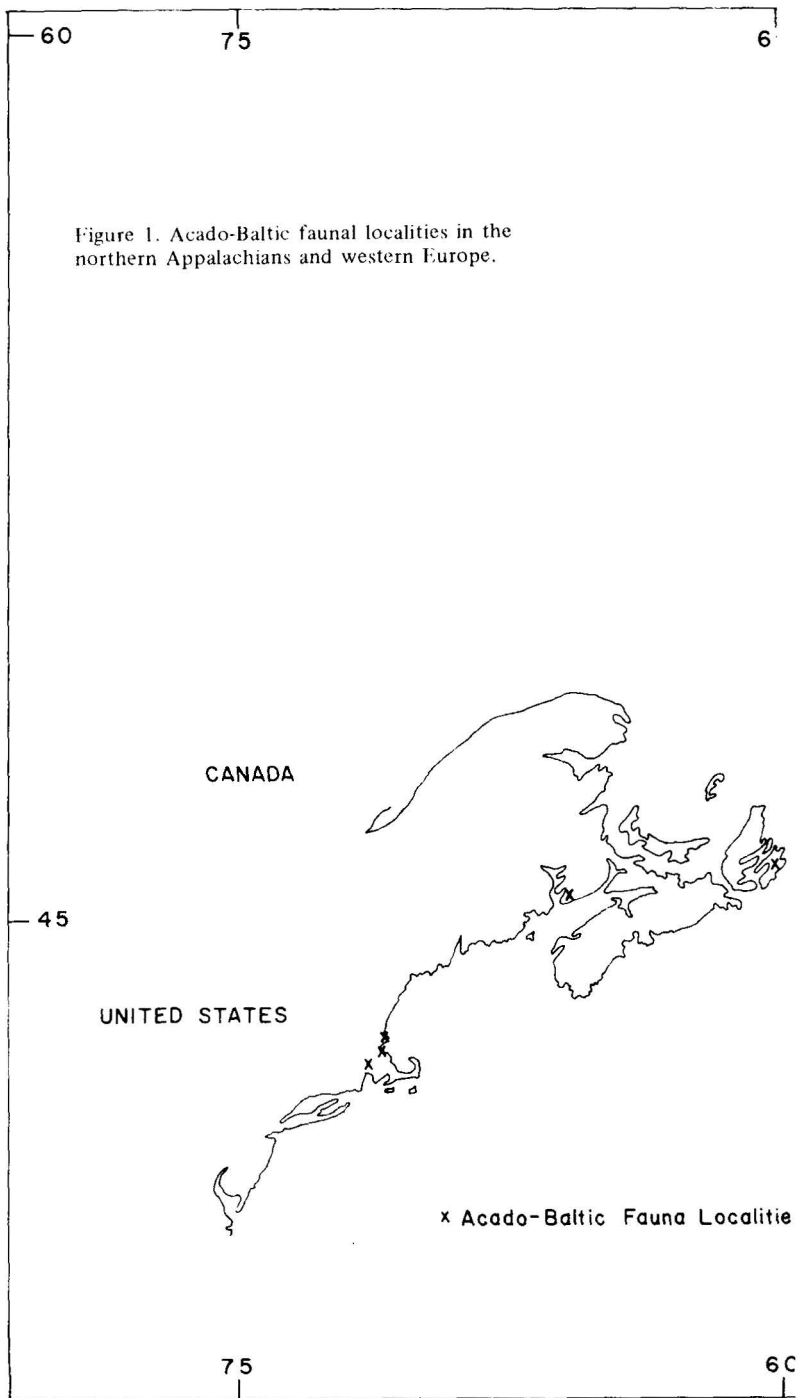 60 75 6
Figure 1. Acado-Baltic faunal localities in the
northern Appalachians and western Europe.
CANADA
45
UNITED STATES
x Acado-Baltic Fauna Localitie
75 60